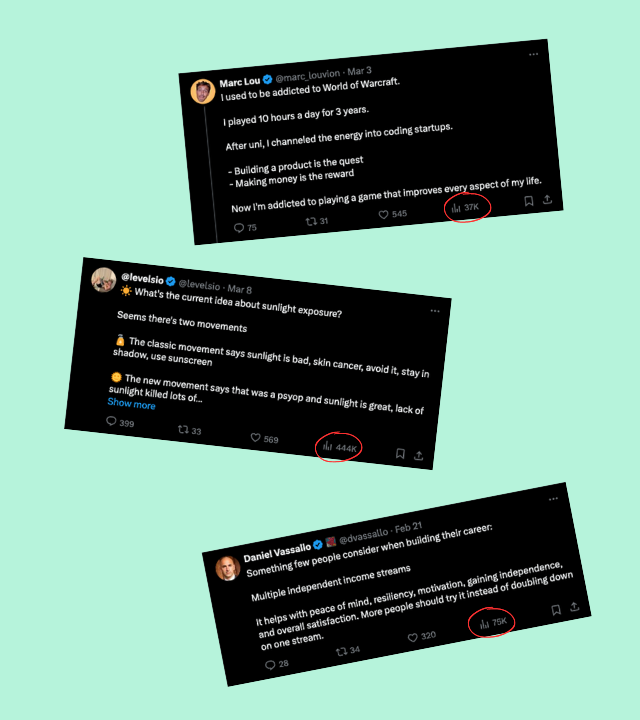 Marc Lou @marc_louvion · Mar 3
I used to be addicted to World of Warcraft.
I played 10 hours a day for 3 years.
After uni, I channeled the energy into coding startups.
- Building a product is the quest
- Making money is the reward
Now I'm addicted to playing a game that improves every aspect of my life.
75 31 545 37K
@levelsio @levelsio · Mar 8
☀️ What's the current idea about sunlight exposure?
Seems there's two movements
🧴 The classic movement says sunlight is bad, skin cancer, avoid it, stay in
shadow, use sunscreen
🌞 The new movement says that was a psyop and sunlight is great, lack of
sunlight killed lots of...
Show more
399 33 569 444K
Daniel Vassallo @dvassallo · Feb 21
Something few people consider when building their career:
Multiple independent income streams
It helps with peace of mind, resiliency, motivation, gaining independence,
and overall satisfaction. More people should try it instead of doubling down
on one stream.
28 34 320 75K